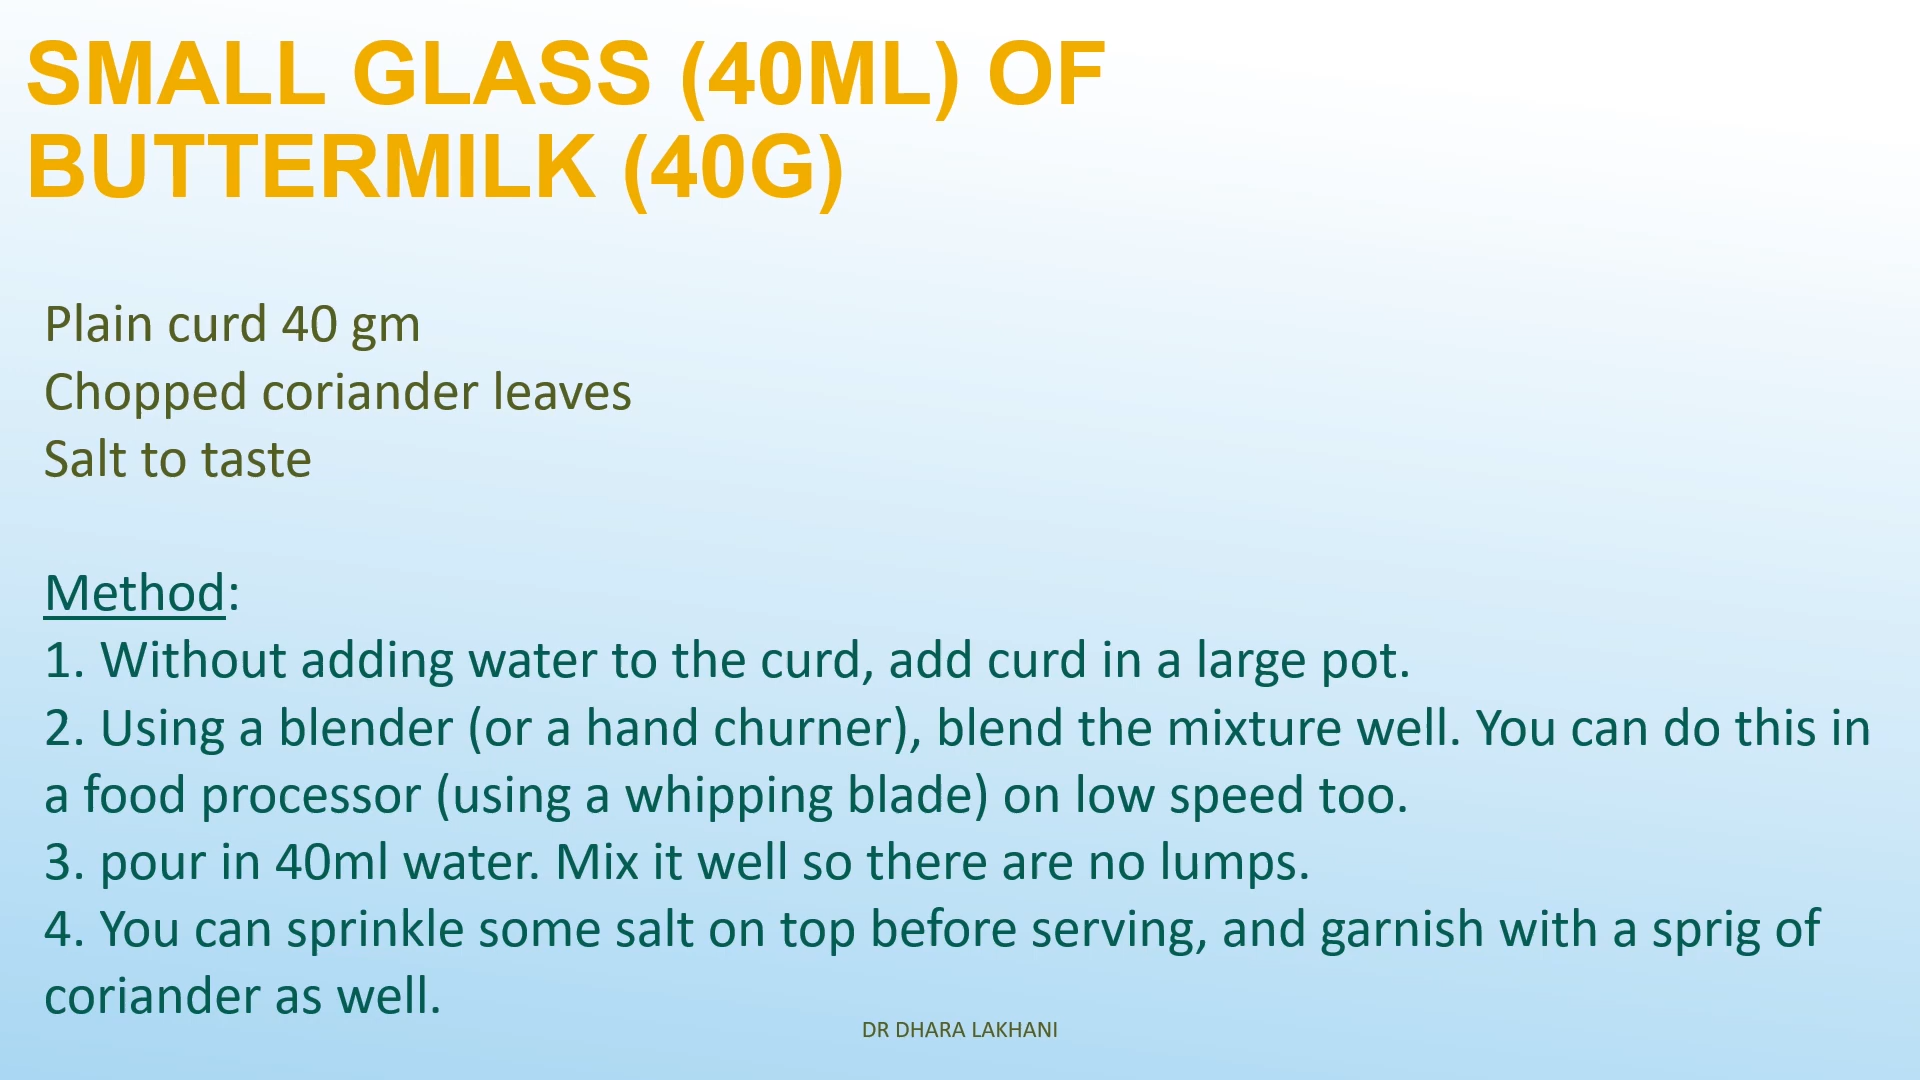 SMALL GLASS (40ML) OF
BUTTERMILK (40G)
Plain curd 40 gm
Chopped coriander leaves
Salt to taste
Method:
1. Without adding water to the curd, add curd in a large pot.
2. Using a blender (or a hand churner), blend the mixture well. You can do this in
a food processor (using a whipping blade) on low speed too.
3. pour in 40ml water. Mix it well so there are no lumps.
4. You can sprinkle some salt on top before serving, and garnish with a sprig of
coriander as well.
DR DHARA LAKHANI